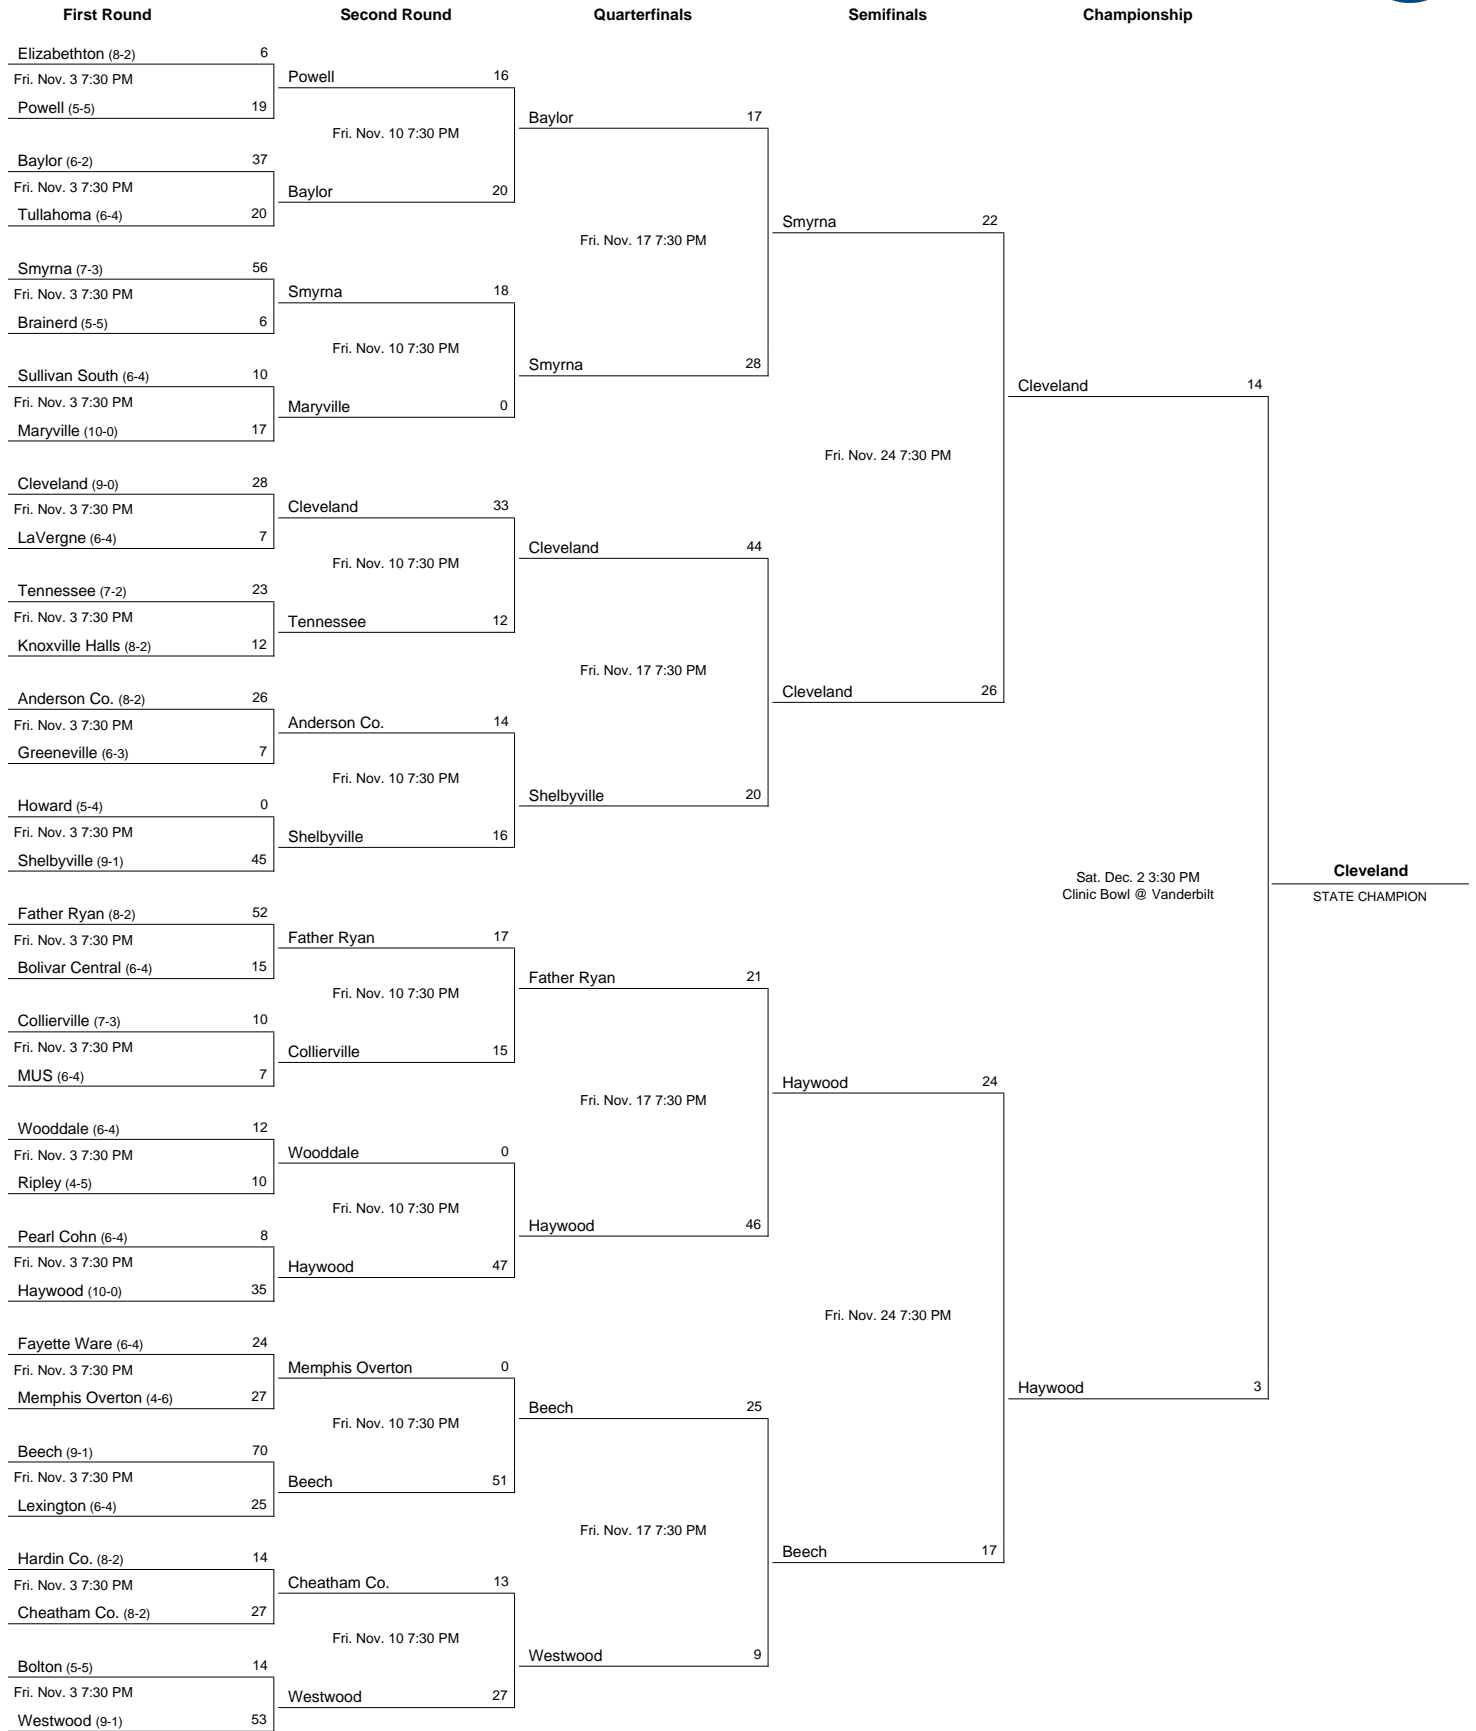 First Round Second Round Quarterfinals Semifinals Championship
Elizabethton (8-2) 6
Fri. Nov. 3 7:30 PM
Powell (5-5) 19
Baylor (6-2) 37
Fri. Nov. 3 7:30 PM
Tullahoma (6-4) 20
Smyrna (7-3) 56
Fri. Nov. 3 7:30 PM
Brainerd (5-5) 6
Sullivan South (6-4) 10
Fri. Nov. 3 7:30 PM
Maryville (10-0) 17
Cleveland (9-0) 28
Fri. Nov. 3 7:30 PM
LaVergne (6-4) 7
Tennessee (7-2) 23
Fri. Nov. 3 7:30 PM
Knoxville Halls (8-2) 12
Anderson Co. (8-2) 26
Fri. Nov. 3 7:30 PM
Greeneville (6-3) 7
Howard (5-4) 0
Fri. Nov. 3 7:30 PM
Shelbyville (9-1) 45
Father Ryan (8-2) 52
Fri. Nov. 3 7:30 PM
Bolivar Central (6-4) 15
Collierville (7-3) 10
Fri. Nov. 3 7:30 PM
MUS (6-4) 7
Wooddale (6-4) 12
Fri. Nov. 3 7:30 PM
Ripley (4-5) 10
Pearl Cohn (6-4) 8
Fri. Nov. 3 7:30 PM
Haywood (10-0) 35
Fayette Ware (6-4) 24
Fri. Nov. 3 7:30 PM
Memphis Overton (4-6) 27
Beech (9-1) 70
Fri. Nov. 3 7:30 PM
Lexington (6-4) 25
Hardin Co. (8-2) 14
Fri. Nov. 3 7:30 PM
Cheatham Co. (8-2) 27
Bolton (5-5) 14
Fri. Nov. 3 7:30 PM
Westwood (9-1) 53
Powell 16
Fri. Nov. 10 7:30 PM
Baylor 20
Smyrna 18
Fri. Nov. 10 7:30 PM
Maryville 0
Cleveland 33
Fri. Nov. 10 7:30 PM
Tennessee 12
Anderson Co. 14
Fri. Nov. 10 7:30 PM
Shelbyville 16
Father Ryan 17
Fri. Nov. 10 7:30 PM
Collierville 15
Wooddale 0
Fri. Nov. 10 7:30 PM
Haywood 47
Memphis Overton 0
Fri. Nov. 10 7:30 PM
Beech 51
Cheatham Co. 13
Fri. Nov. 10 7:30 PM
Westwood 27
Baylor 17
Fri. Nov. 17 7:30 PM
Smyrna 28
Cleveland 44
Fri. Nov. 17 7:30 PM
Shelbyville 20
Father Ryan 21
Fri. Nov. 17 7:30 PM
Haywood 46
Beech 25
Fri. Nov. 17 7:30 PM
Westwood 9
Smyrna 22
Fri. Nov. 24 7:30 PM
Cleveland 26
Haywood 24
Fri. Nov. 24 7:30 PM
Beech 17
Cleveland 14
Sat. Dec. 2 3:30 PM
Clinic Bowl @ Vanderbilt
Haywood 3
Cleveland
STATE CHAMPION